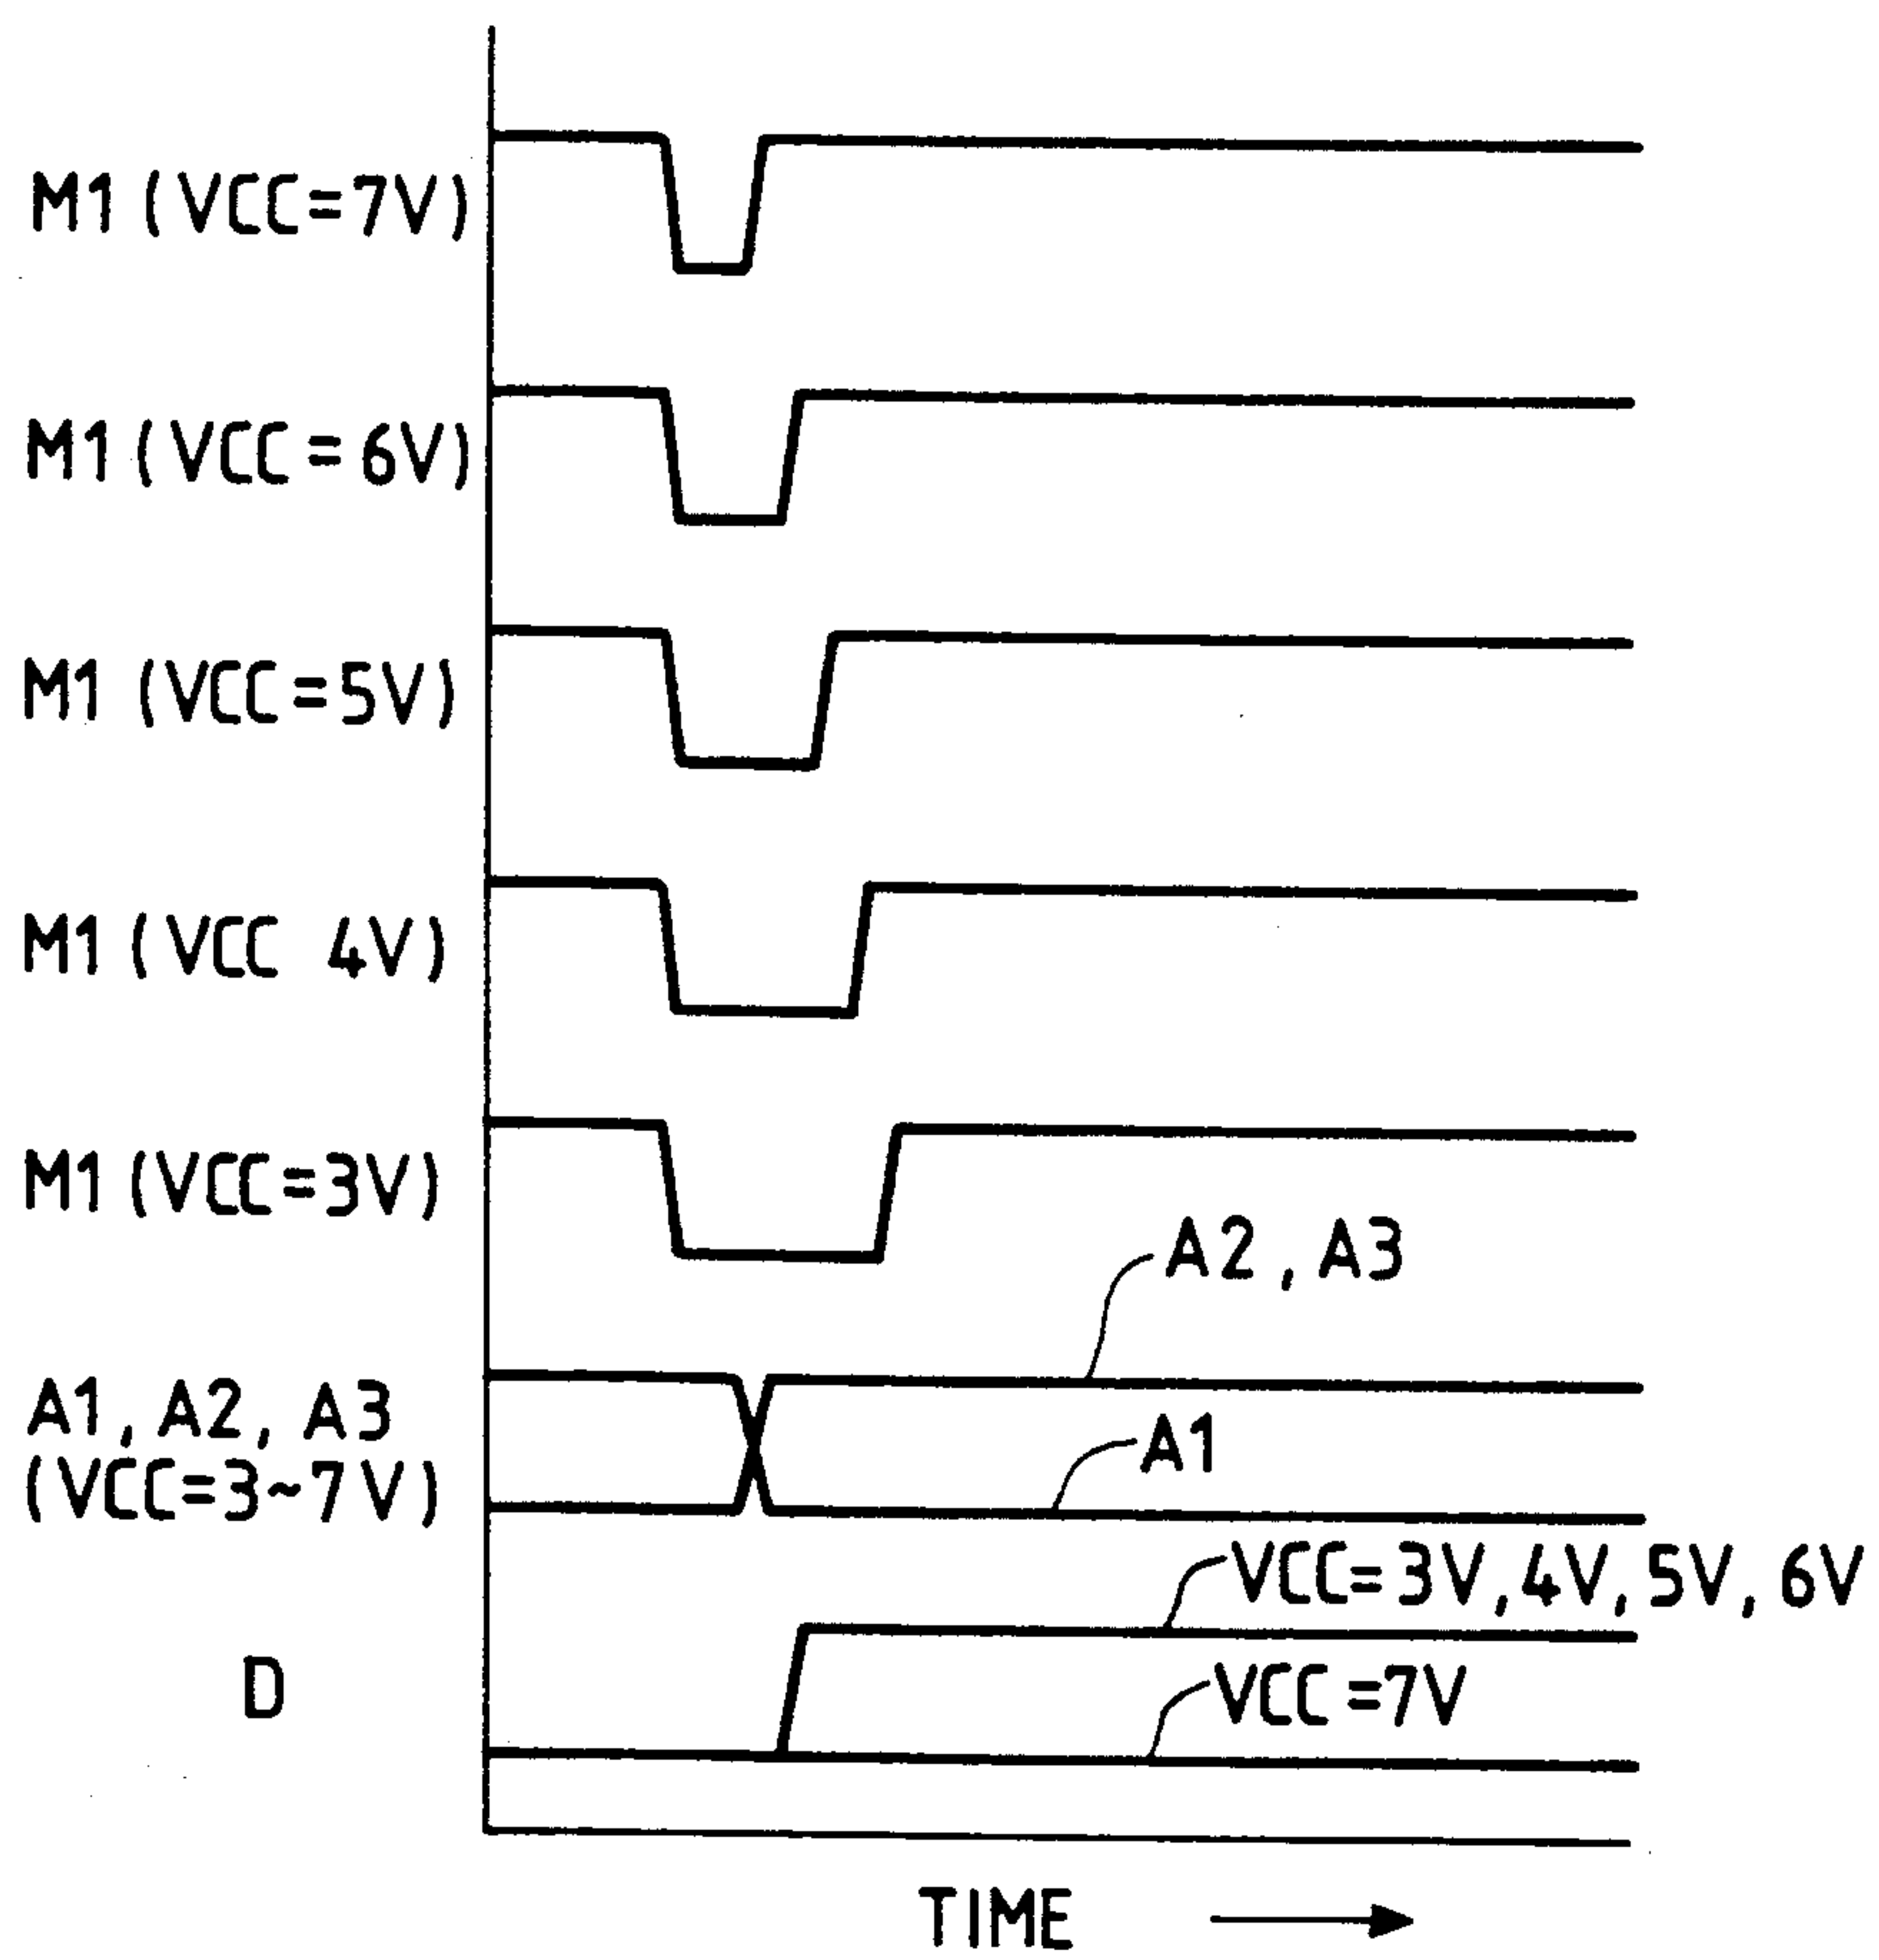 M1 (VCC=7V)
M1 (VCC=6V)
M1 (VCC=5V)
M1 (VCC 4V)
M1 (VCC=3V)
A2, A3
A1, A2, A3
(VCC=3~7V)
A1
VCC=3V, 4V, 5V, 6V
D
VCC=7V
TIME